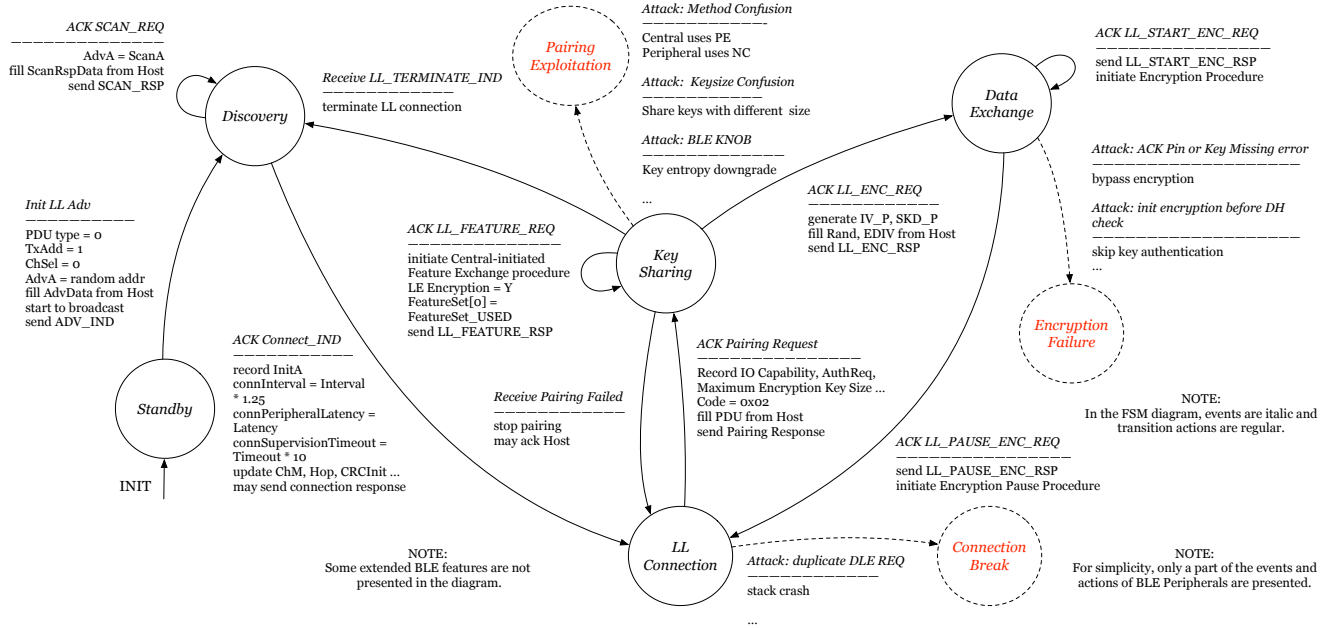 ACK SCAN_REQ
——————————————
AdvA = ScanA
fill ScanRspData from Host
send SCAN_RSP
Discovery
Receive LL_TERMINATE_IND
————————————
terminate LL connection
Pairing
Exploitation
Attack: Method Confusion
———————————-
Central uses PE
Peripheral uses NC
Attack: Keysize Confusion
————————————
Share keys with different size
Attack: BLE KNOB
—————————————
Key entropy downgrade
...
Data
Exchange
ACK LL_START_ENC_REQ
————————————————
send LL_START_ENC_RSP
initiate Encryption Procedure
Attack: ACK Pin or Key Missing error
————————————————————
bypass encryption
Attack: init encryption before DH
check
————————————————————
skip key authentication
...
Encryption
Failure
Init LL Adv
——————————
PDU type = 0
TxAdd = 1
ChSel = 0
AdvA = random addr
fill AdvData from Host
start to broadcast
send ADV_IND
Standby
INIT
ACK Connect_IND
———————————
record InitA
connInterval = Interval
* 1.25
connPeripheralLatency =
Latency
connSupervisionTimeout =
Timeout * 10
update ChM, Hop, CRCInit ...
may send connection response
ACK LL_FEATURE_REQ
——————————————
initiate Central-initiated
Feature Exchange procedure
LE Encryption = Y
FeatureSet[0] =
FeatureSet_USED
send LL_FEATURE_RSP
Key
Sharing
ACK LL_ENC_REQ
————————————
generate IV_P, SKD_P
fill Rand, EDIV from Host
send LL_ENC_RSP
Receive Pairing Failed
————————————
stop pairing
may ack Host
ACK Pairing Request
———————————————
Record IO Capability, AuthReq,
Maximum Encryption Key Size ...
Code = 0x02
fill PDU from Host
send Pairing Response
NOTE:
In the FSM diagram, events are italic and
transition actions are regular.
ACK LL_PAUSE_ENC_REQ
————————————————
send LL_PAUSE_ENC_RSP
initiate Encryption Pause Procedure
NOTE:
Some extended BLE features are not
presented in the diagram.
LL
Connection
Attack: duplicate DLE REQ
————————————
stack crash
...
Connection
Break
NOTE:
For simplicity, only a part of the events and
actions of BLE Peripherals are presented.